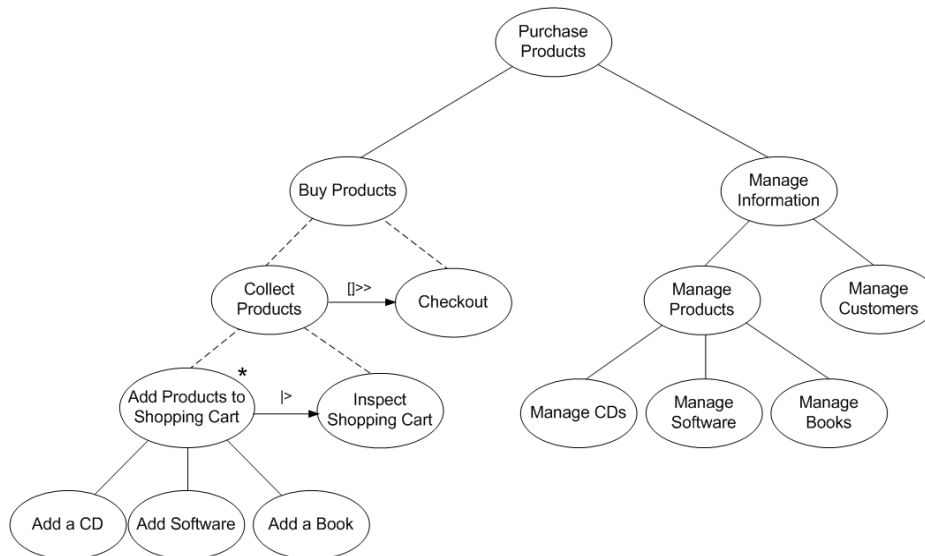 Purchase
Products
Buy Products
Manage
Information
Collect
Products
[]>>
Checkout
Manage
Products
Manage
Customers
*
Add Products to
Shopping Cart
|>
Inspect
Shopping Cart
Manage CDs
Manage
Software
Manage
Books
Add a CD
Add Software
Add a Book